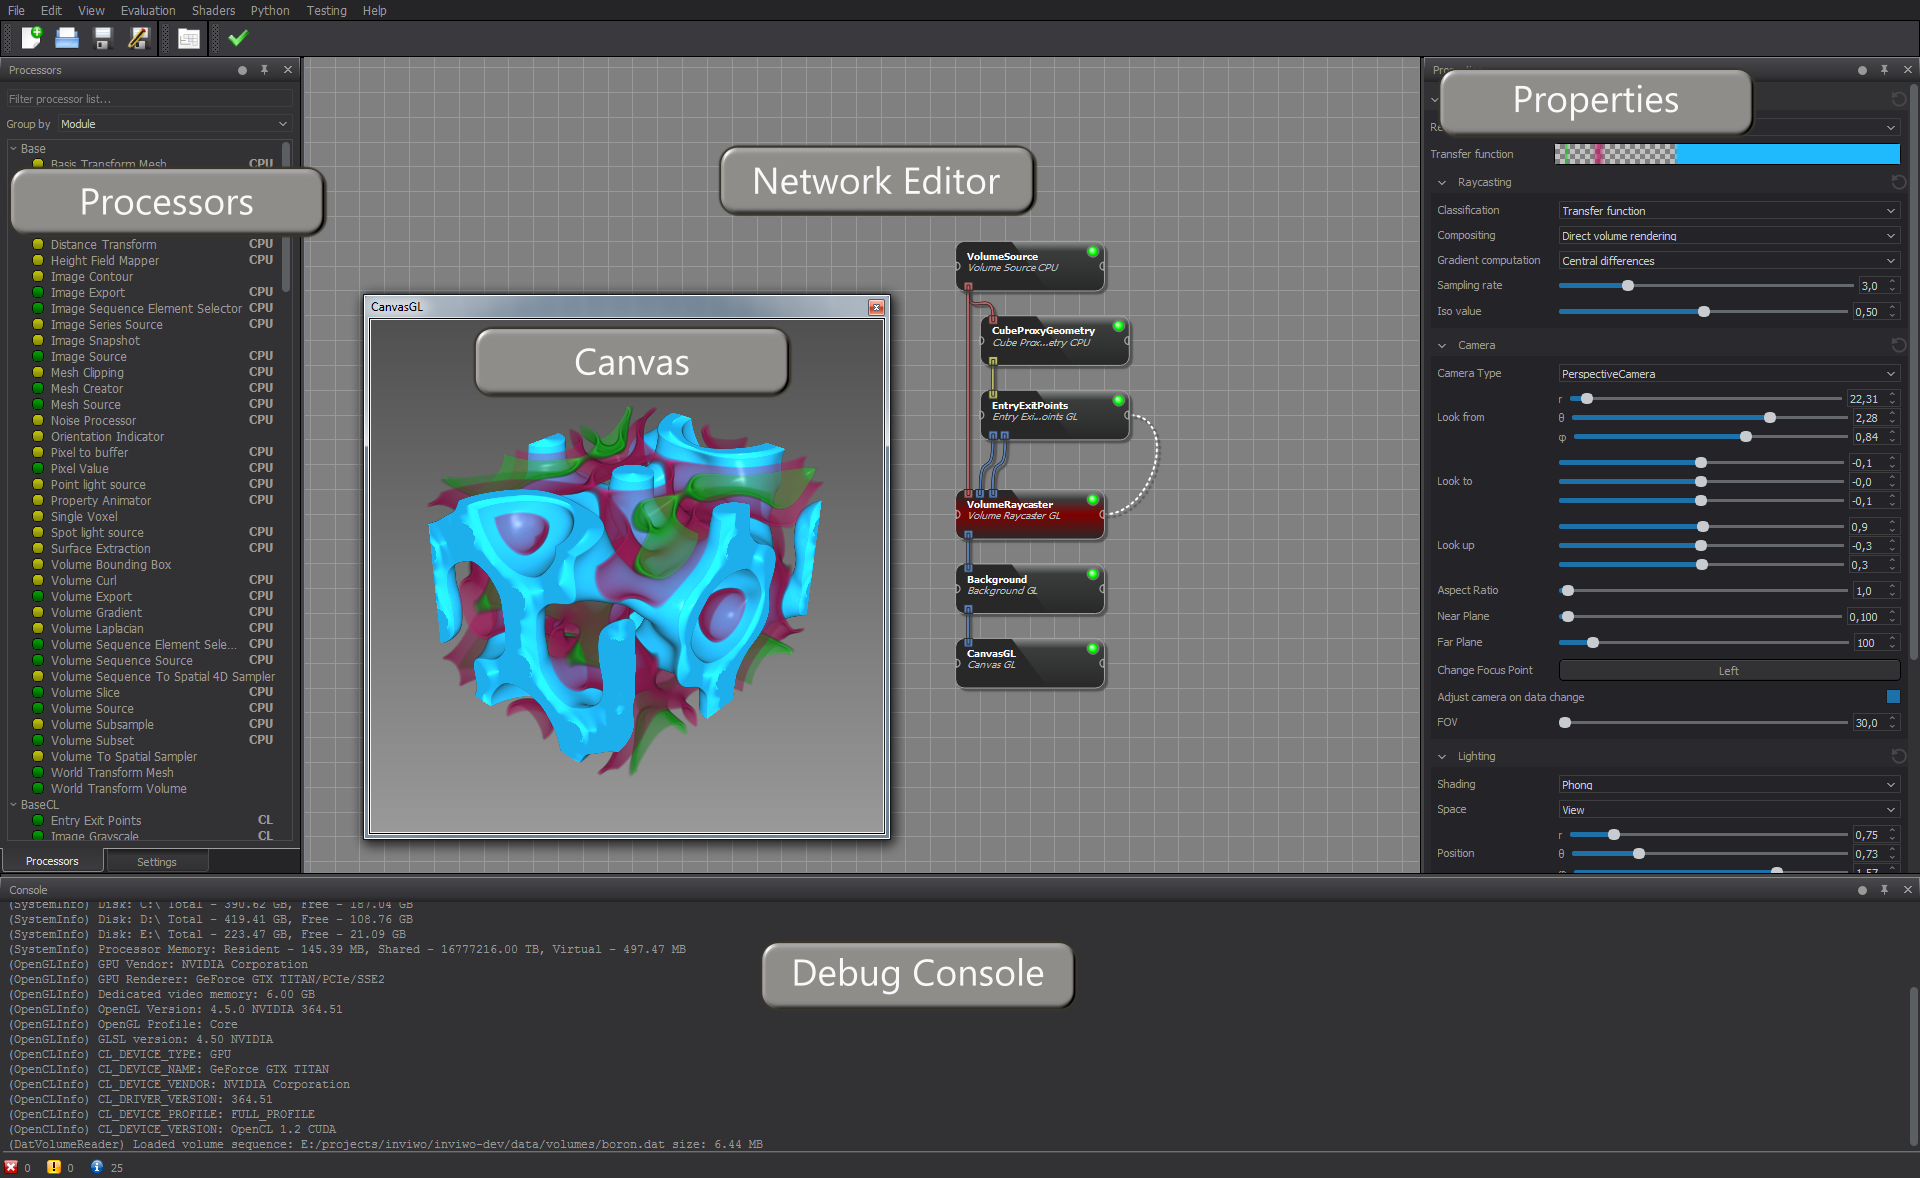 File Edit View Evaluation Shaders Python Testing Help
Processors
Filter processor list...
Group by Module
Base
Basis Transform Mesh CPU
Processors
Distance Transform CPU
Height Field Mapper CPU
Image Contour
Image Export CPU
Image Sequence Element Selector CPU
Image Series Source CPU
Image Snapshot
Image Source CPU
Mesh Clipping CPU
Mesh Creator CPU
Mesh Source CPU
Noise Processor CPU
Orientation Indicator
Pixel to buffer CPU
Pixel Value CPU
Point light source CPU
Property Animator CPU
Single Voxel
Spot light source CPU
Surface Extraction CPU
Volume Bounding Box
Volume Curl CPU
Volume Export CPU
Volume Gradient CPU
Volume Laplacian CPU
Volume Sequence Element Sele... CPU
Volume Sequence Source CPU
Volume Sequence To Spatial 4D Sampler
Volume Slice CPU
Volume Source CPU
Volume Subsample CPU
Volume Subset CPU
Volume To Spatial Sampler
World Transform Mesh
World Transform Volume
BaseCL
Entry Exit Points CL
Image Grayscale CL
Processors Settings
Network Editor
CanvasGL
Canvas
VolumeSource
Volume Source CPU
CubeProxyGeometry
Cube Prox...etry CPU
EntryExitPoints
Entry Exi...oints GL
VolumeRaycaster
Volume Raycaster GL
Background
Background GL
CanvasGL
Canvas GL
Properties
Transfer function
Raycasting
Classification Transfer function
Compositing Direct volume rendering
Gradient computation Central differences
Sampling rate 3,0
Iso value 0,50
Camera
Camera Type PerspectiveCamera
r 22,31
Look from θ 2,28
φ 0,84
-0,1
Look to -0,0
-0,1
0,9
Look up -0,3
0,3
Aspect Ratio 1,0
Near Plane 0,100
Far Plane 100
Change Focus Point Left
Adjust camera on data change
FOV 30,0
Lighting
Shading Phong
Space View
r 0,75
Position θ 0,73
φ 1,57
Console
(SystemInfo) Disk: C:\ Total - 390.62 GB, Free - 187.04 GB
(SystemInfo) Disk: D:\ Total - 419.41 GB, Free - 108.76 GB
(SystemInfo) Disk: E:\ Total - 223.47 GB, Free - 21.09 GB
(SystemInfo) Processor Memory: Resident - 145.39 MB, Shared - 16777216.00 TB, Virtual - 497.47 MB
(OpenGLInfo) GPU Vendor: NVIDIA Corporation
(OpenGLInfo) GPU Renderer: GeForce GTX TITAN/PCIe/SSE2
(OpenGLInfo) Dedicated video memory: 6.00 GB
(OpenGLInfo) OpenGL Version: 4.5.0 NVIDIA 364.51
(OpenGLInfo) OpenGL Profile: Core
(OpenGLInfo) GLSL version: 4.50 NVIDIA
(OpenCLInfo) CL_DEVICE_TYPE: GPU
(OpenCLInfo) CL_DEVICE_NAME: GeForce GTX TITAN
(OpenCLInfo) CL_DEVICE_VENDOR: NVIDIA Corporation
(OpenCLInfo) CL_DRIVER_VERSION: 364.51
(OpenCLInfo) CL_DEVICE_PROFILE: FULL_PROFILE
(OpenCLInfo) CL_DEVICE_VERSION: OpenCL 1.2 CUDA
(DatVolumeReader) Loaded volume sequence: E:/projects/inviwo/inviwo-dev/data/volumes/boron.dat size: 6.44 MB
Debug Console
0 0 25